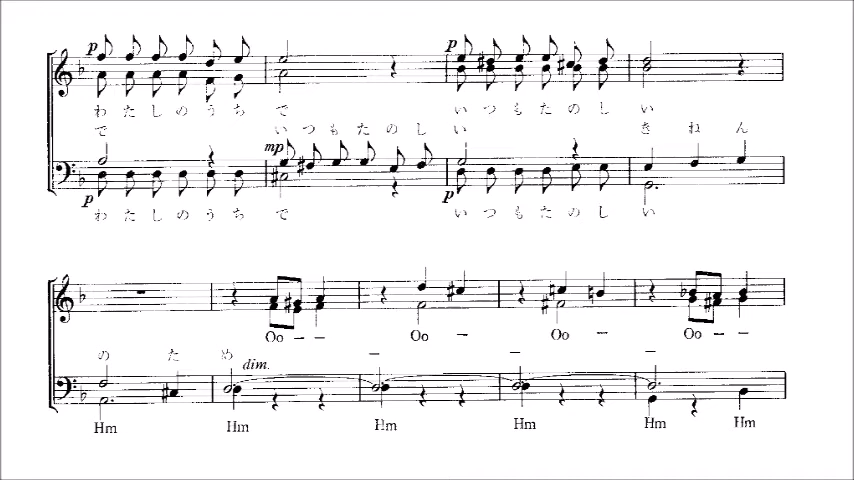 p p
わたしのうちで いつもたのしい
で いつもたのしい きねん
mp
p p
わたしのうちで いつもたのしい
Oo – – Oo – Oo – Oo –
のため – – –
dim.
Hm Hm Hm Hm Hm Hm